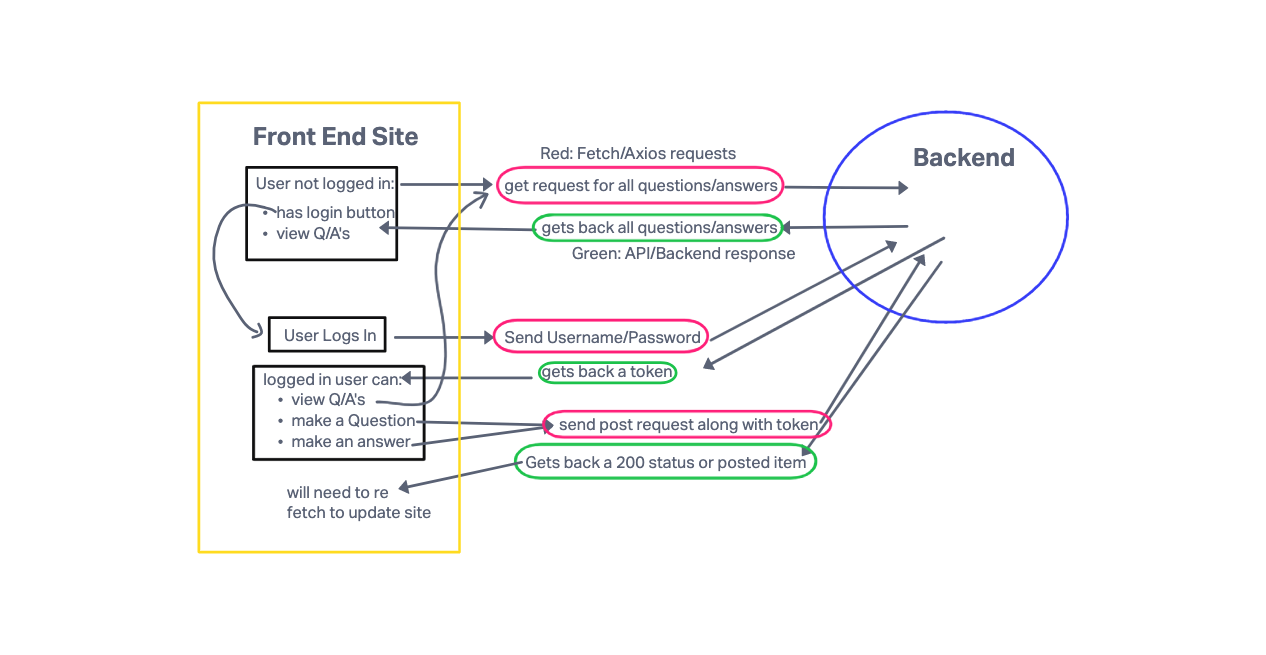 Front End Site
User not logged in:
• has login button
• view Q/A's
User Logs In
logged in user can:
• view Q/A's
• make a Question
• make an answer
will need to re
fetch to update site
Red: Fetch/Axios requests
get request for all questions/answers
gets back all questions/answers
Green: API/Backend response
Send Username/Password
gets back a token
send post request along with token
Gets back a 200 status or posted item
Backend